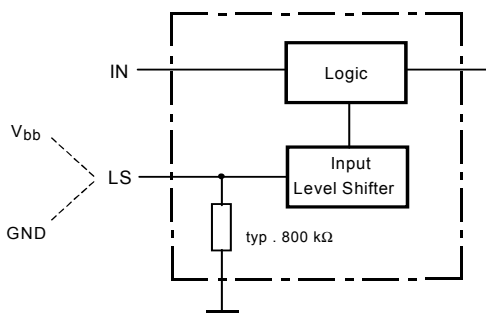 IN
Logic
Vbb
LS
Input
Level Shifter
GND
typ . 800 kΩ